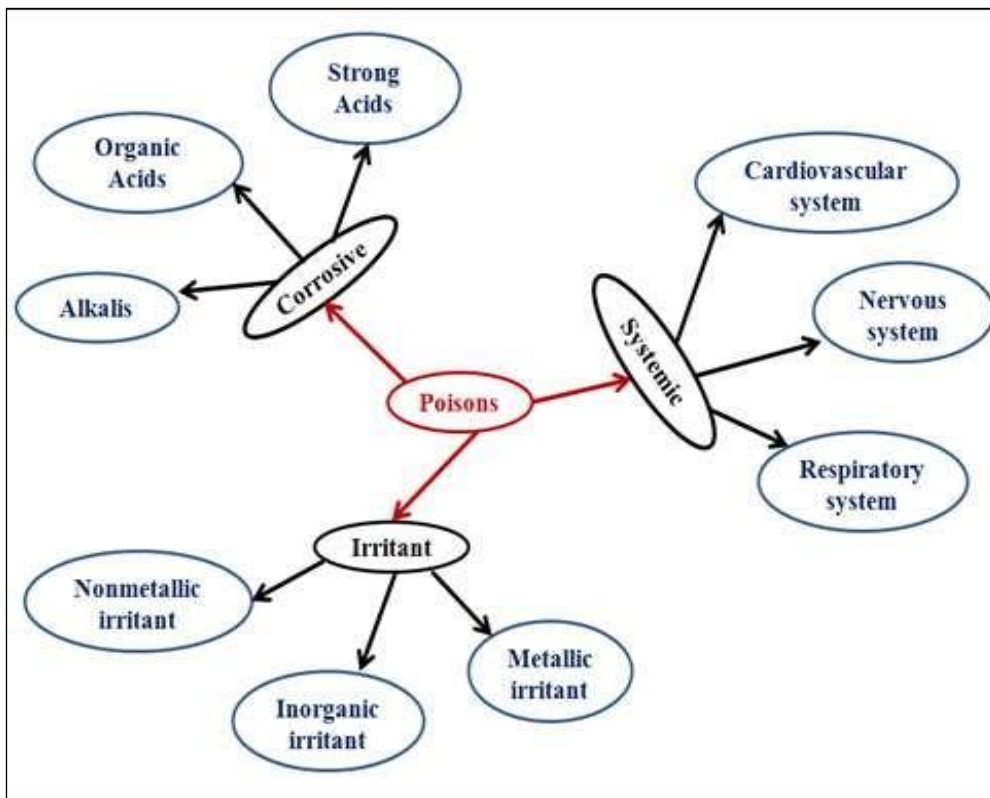 Strong
Acids
Organic
Acids
Alkalis
Corrosive
Cardiovascular
system
Nervous
system
Systemic
Respiratory
system
Poisons
Irritant
Nonmetallic
irritant
Inorganic
irritant
Metallic
irritant